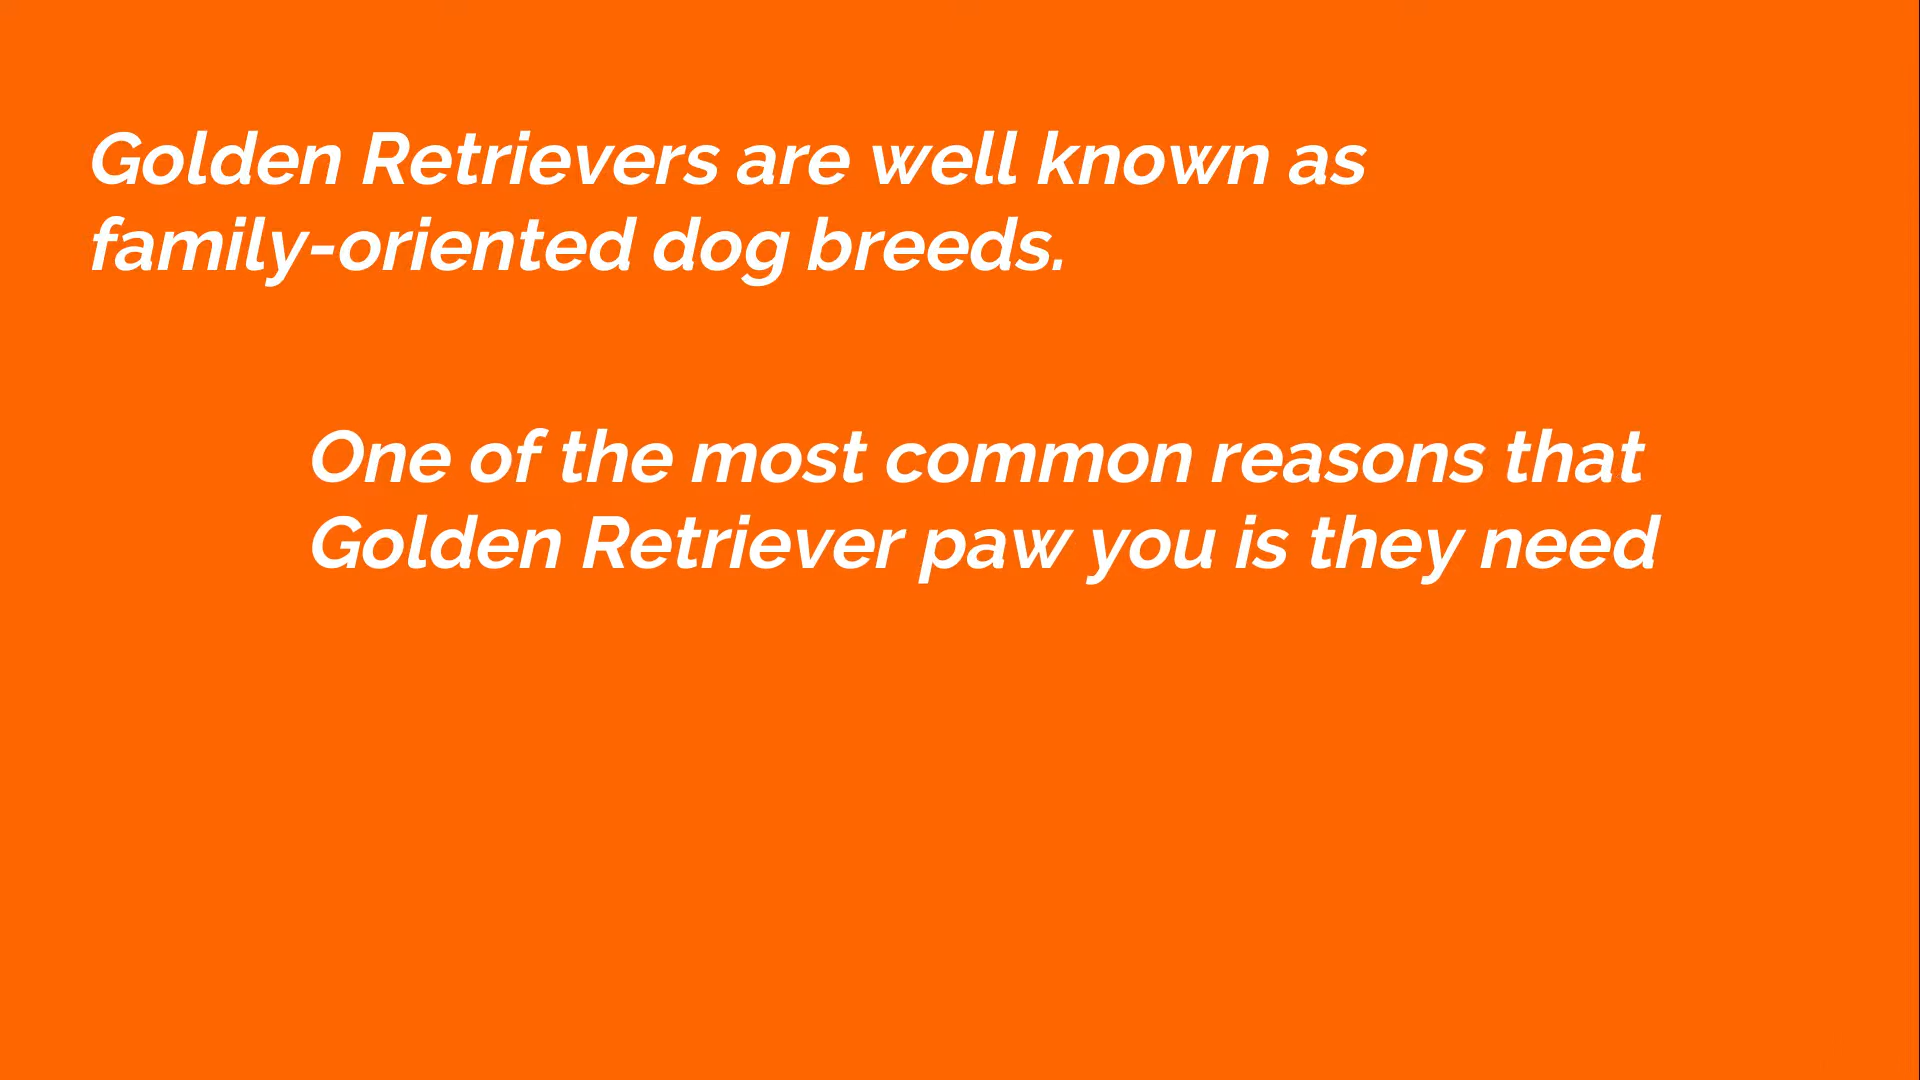 Golden Retrievers are well known as
family-oriented dog breeds.
One of the most common reasons that
Golden Retriever paw you is they need